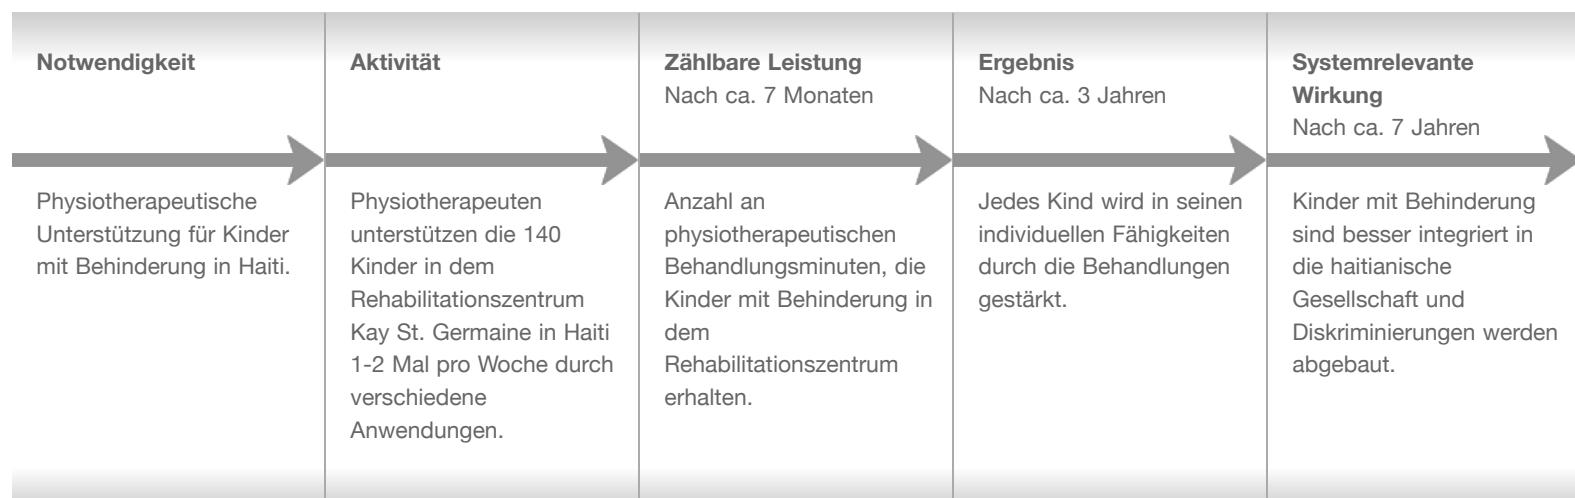 Notwendigkeit
Physiotherapeutische
Unterstützung für Kinder
mit Behinderung in Haiti.
Aktivität
Physiotherapeuten
unterstützen die 140
Kinder in dem
Rehabilitationszentrum
Kay St. Germaine in Haiti
1-2 Mal pro Woche durch
verschiedene
Anwendungen.
Zählbare Leistung
Nach ca. 7 Monaten
Anzahl an
physiotherapeutischen
Behandlungsminuten, die
Kinder mit Behinderung in
dem
Rehabilitationszentrum
erhalten.
Ergebnis
Nach ca. 3 Jahren
Jedes Kind wird in seinen
individuellen Fähigkeiten
durch die Behandlungen
gestärkt.
Systemrelevante
Wirkung
Nach ca. 7 Jahren
Kinder mit Behinderung
sind besser integriert in
die haitianische
Gesellschaft und
Diskriminierungen werden
abgebaut.